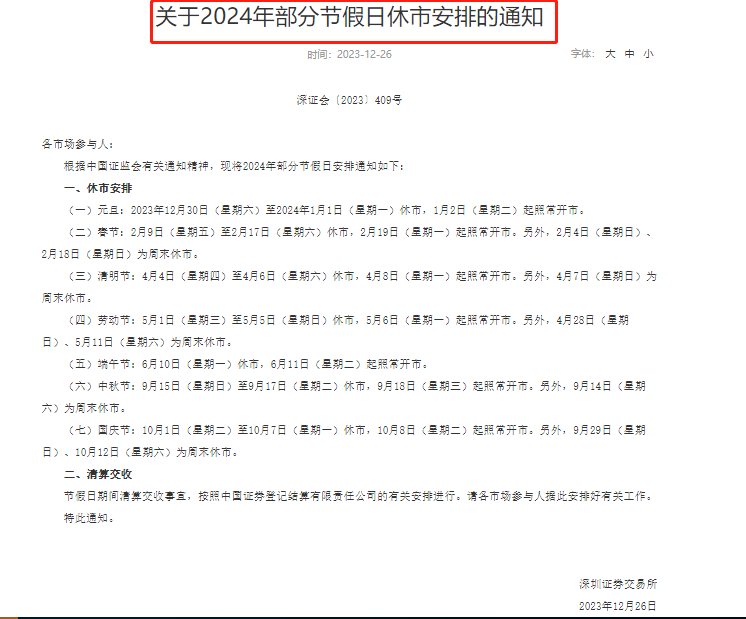 关于2024年部分节假日休市安排的通知
时间：2023-12-26 字体： 大 中 小
深证会〔2023〕409号
各市场参与人：
根据中国证监会有关通知精神，现将2024年部分节假日安排通知如下：
一、休市安排
（一）元旦：2023年12月30日（星期六）至2024年1月1日（星期一）休市，1月2日（星期二）起照常开市。
（二）春节：2月9日（星期五）至2月17日（星期六）休市，2月19日（星期一）起照常开市。另外，2月4日（星期日）、
2月18日（星期日）为周末休市。
（三）清明节：4月4日（星期四）至4月6日（星期六）休市，4月8日（星期一）起照常开市。另外，4月7日（星期日）为
周末休市。
（四）劳动节：5月1日（星期三）至5月5日（星期日）休市，5月6日（星期一）起照常开市。另外，4月28日（星期
日）、5月11日（星期六）为周末休市。
（五）端午节：6月10日（星期一）休市，6月11日（星期二）起照常开市。
（六）中秋节：9月15日（星期日）至9月17日（星期二）休市，9月18日（星期三）起照常开市。另外，9月14日（星期
六）为周末休市。
（七）国庆节：10月1日（星期二）至10月7日（星期一）休市，10月8日（星期二）起照常开市。另外，9月29日（星期
日）、10月12日（星期六）为周末休市。
二、清算交收
节假日期间清算交收事宜，按照中国证券登记结算有限责任公司的有关安排进行。请各市场参与人据此安排好有关工作。
特此通知。
深圳证券交易所
2023年12月26日